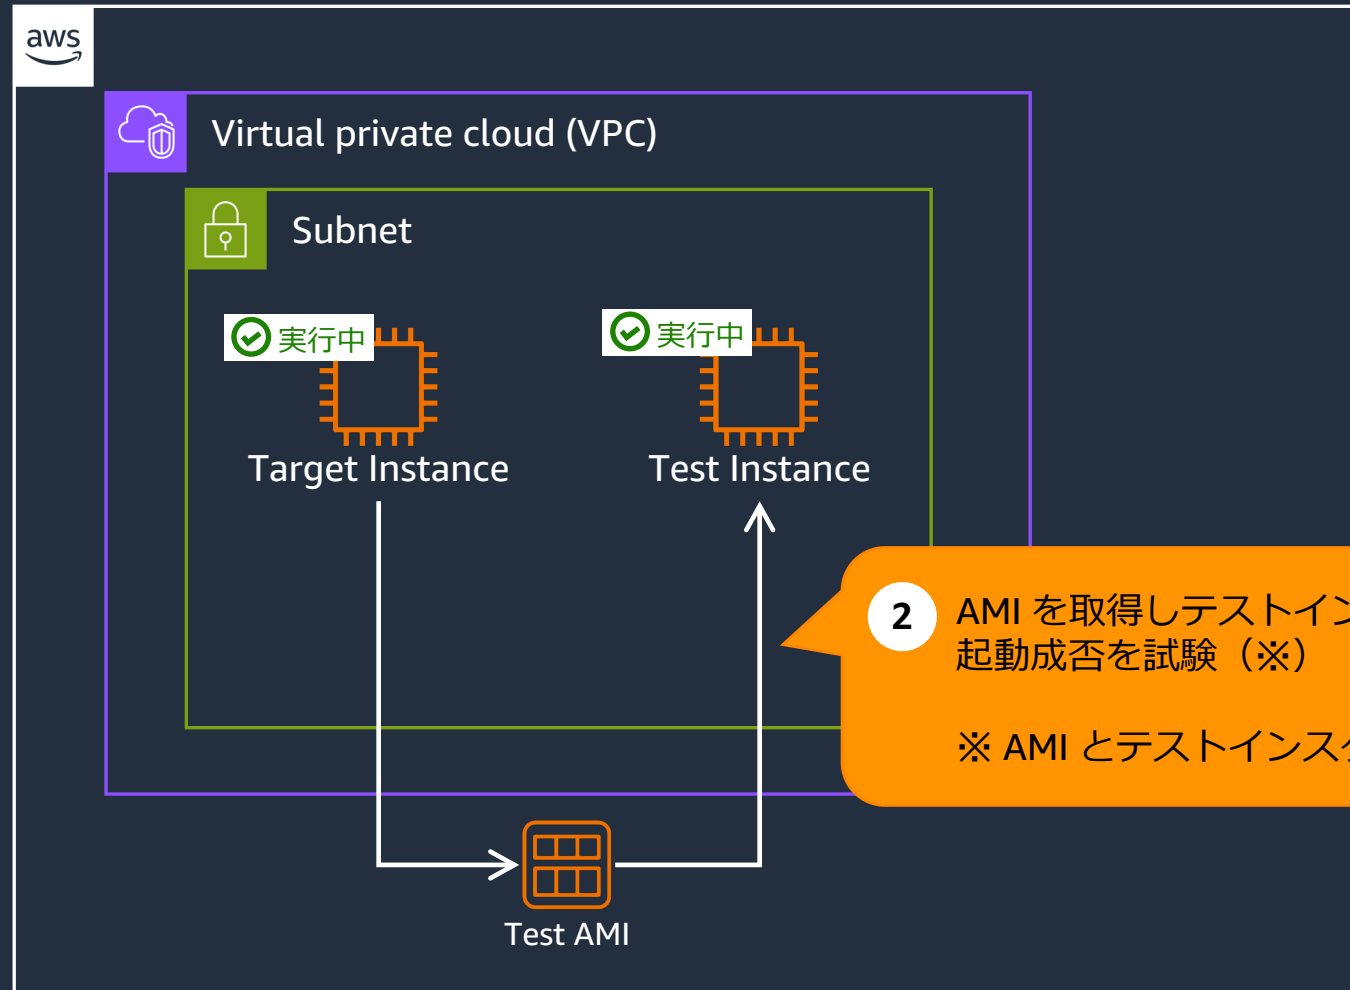 aws
Virtual private cloud (VPC)
Subnet
実行中
実行中
Target Instance
Test Instance
2
AMI を取得しテストイン
起動成否を試験（※）
※ AMI とテストインスタ
Test AMI